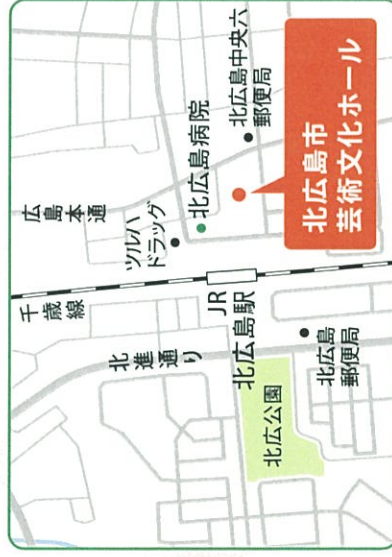 千歳線
広島本通
北進通り
ツルハ
ドラッグ
北広島病院
北広島中央六
郵便局
JR
北広島駅
北広公園
北広島
郵便局
北広島市
芸術文化ホール